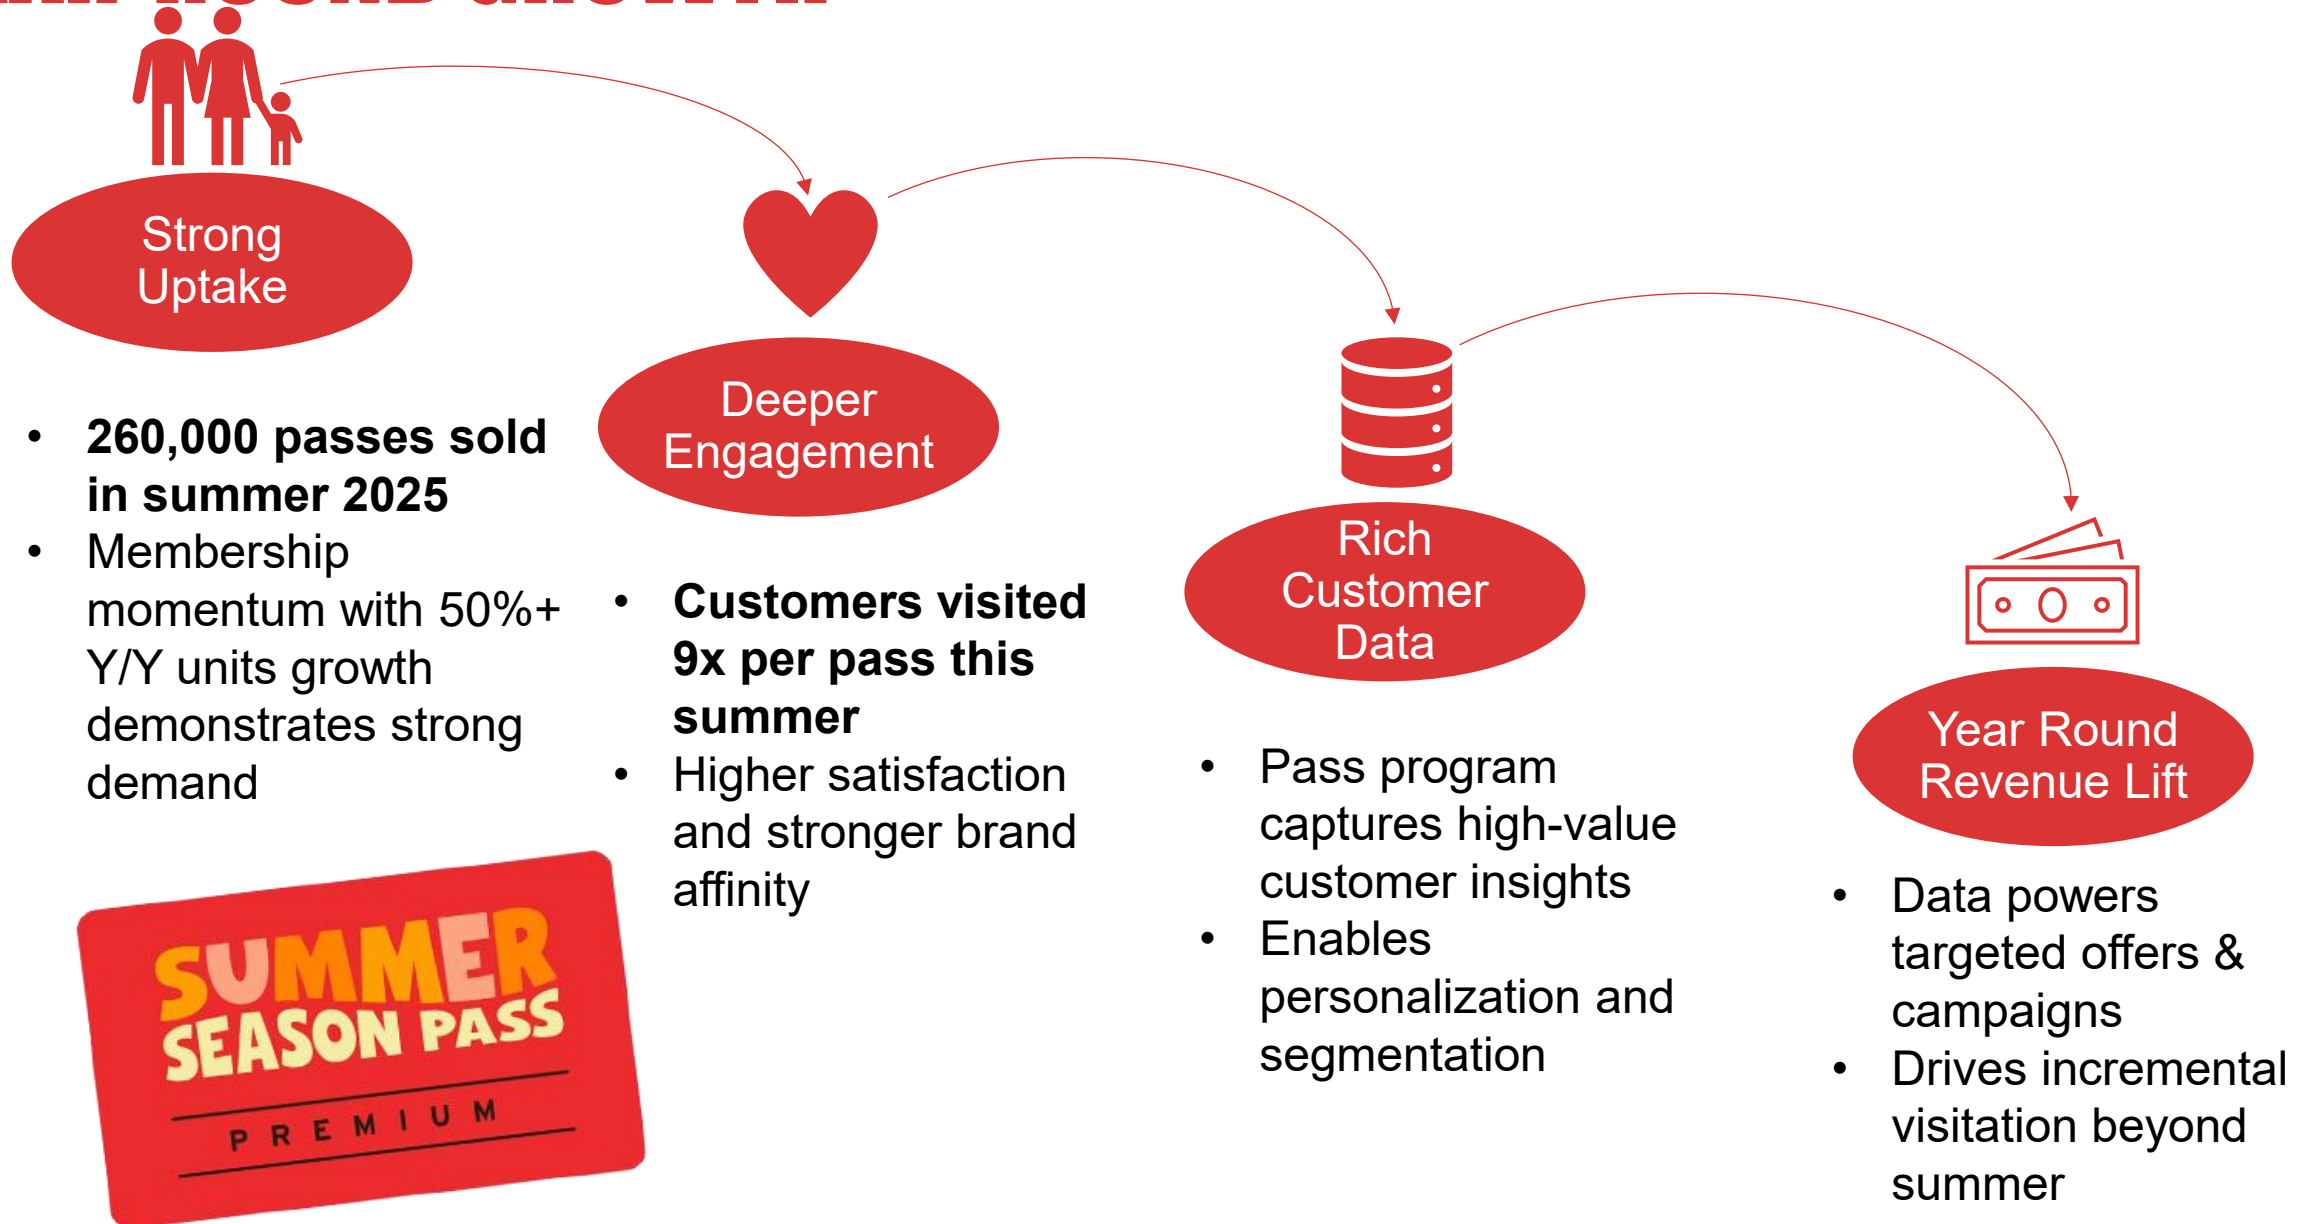 Strong
Uptake
• 260,000 passes sold
in summer 2025
• Membership
momentum with 50%+
Y/Y units growth
demonstrates strong
demand
SUMMER
SEASON PASS
PREMIUM
Deeper
Engagement
• Customers visited
9x per pass this
summer
• Higher satisfaction
and stronger brand
affinity
Rich
Customer
Data
• Pass program
captures high-value
customer insights
• Enables
personalization and
segmentation
Year Round
Revenue Lift
• Data powers
targeted offers &
campaigns
• Drives incremental
visitation beyond
summer